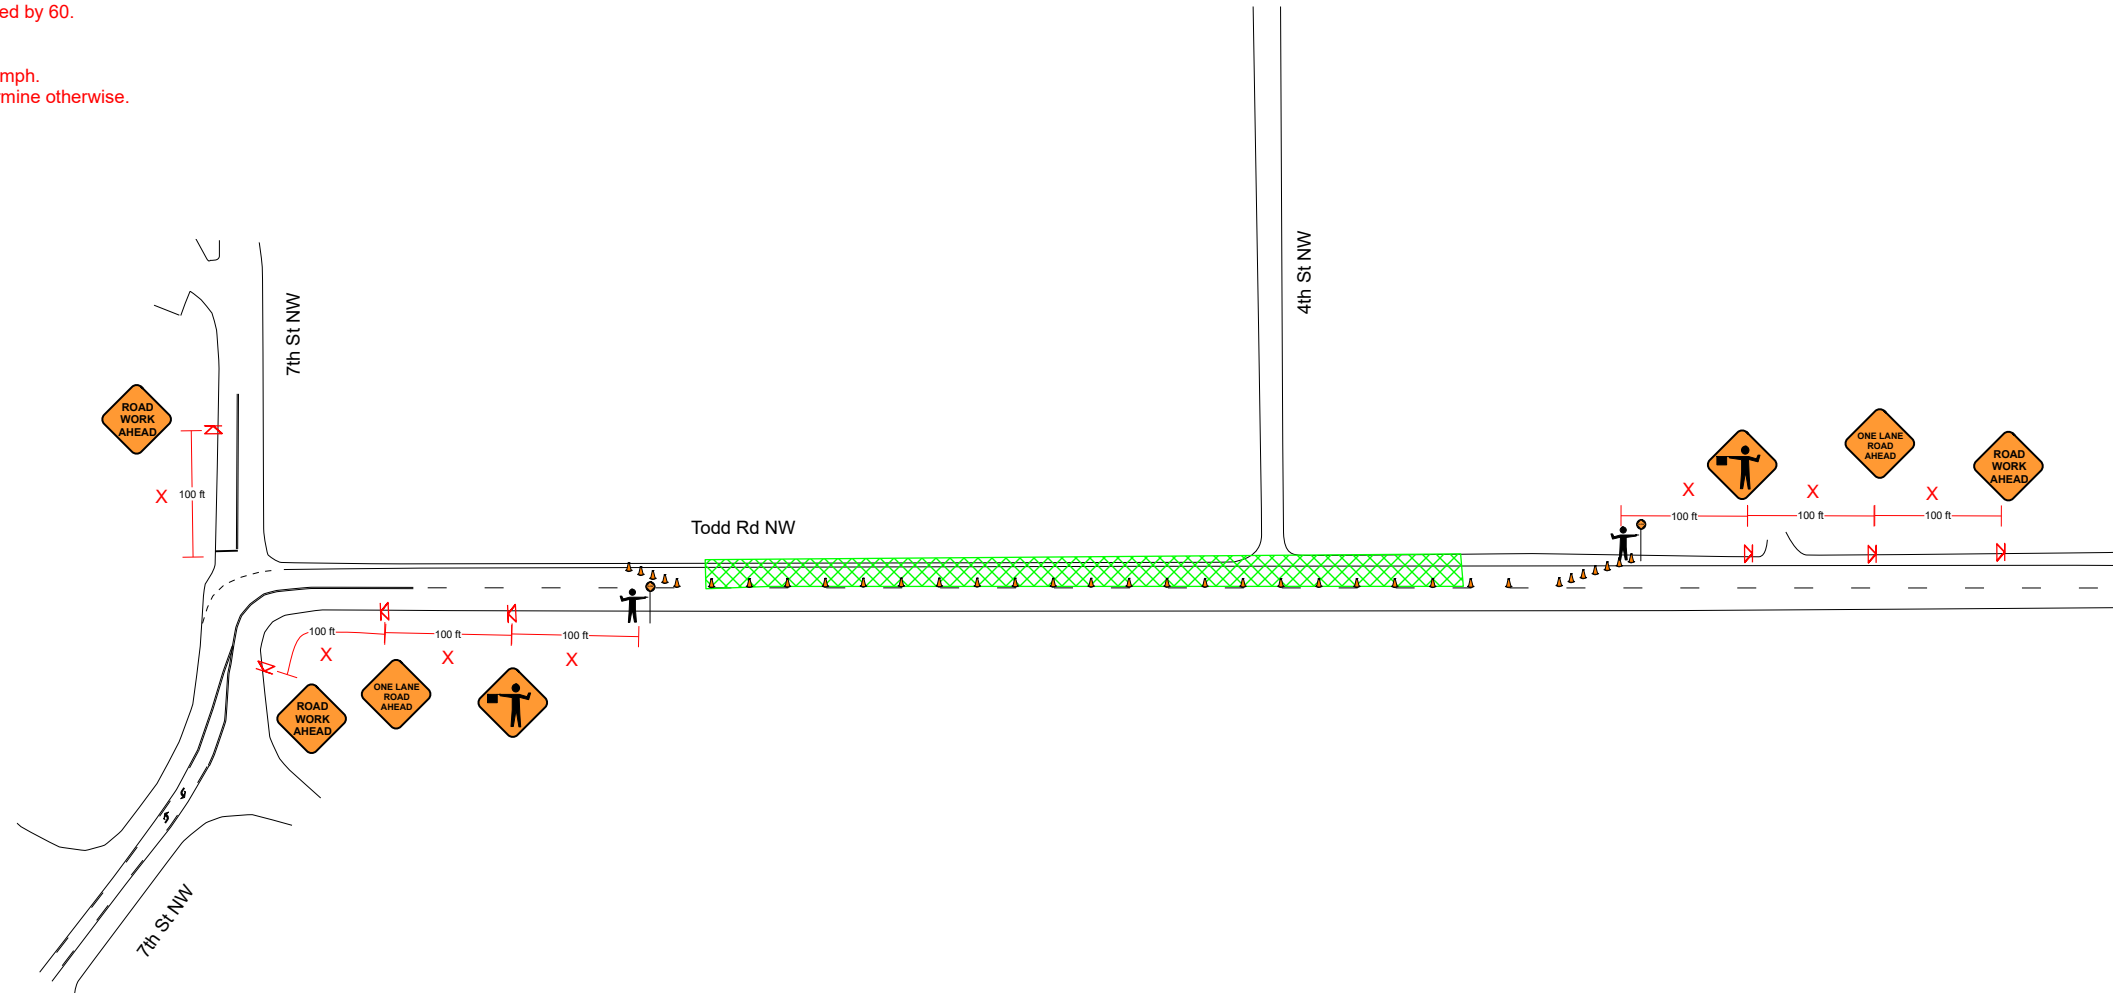 ed by 60.
mph.
rmine otherwise.
7th St NW
4th St NW
ROAD
WORK
AHEAD
X
100 ft
Todd Rd NW
X
100 ft
X
100 ft
X
100 ft
ONE LANE
ROAD
AHEAD
ROAD
WORK
AHEAD
100 ft
X
100 ft
X
100 ft
X
ROAD
WORK
AHEAD
ONE LANE
ROAD
AHEAD
7th St NW